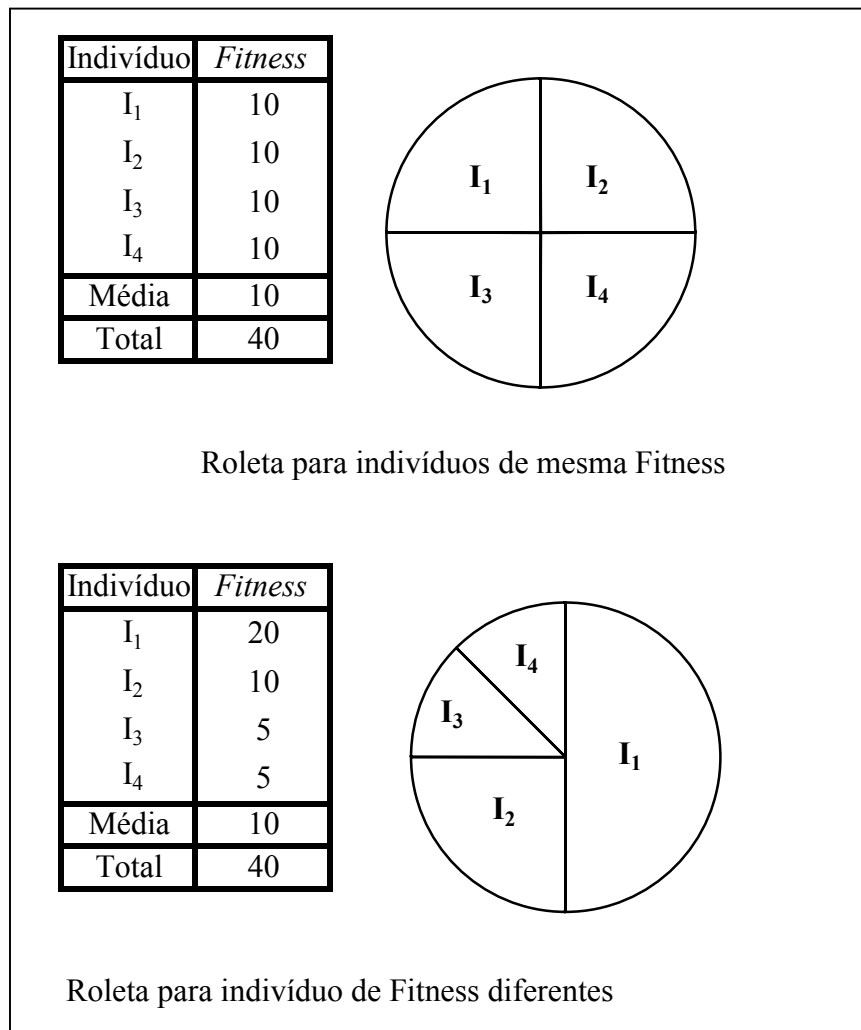 Indivíduo Fitness
I₁ 10
I₂ 10
I₃ 10
I₄ 10
Média 10
Total 40
I₁ I₂
I₃ I₄
Roleta para indivíduos de mesma Fitness
Indivíduo Fitness
I₁ 20
I₂ 10
I₃ 5
I₄ 5
Média 10
Total 40
I₄
I₃
I₁
I₂
Roleta para indivíduo de Fitness diferentes